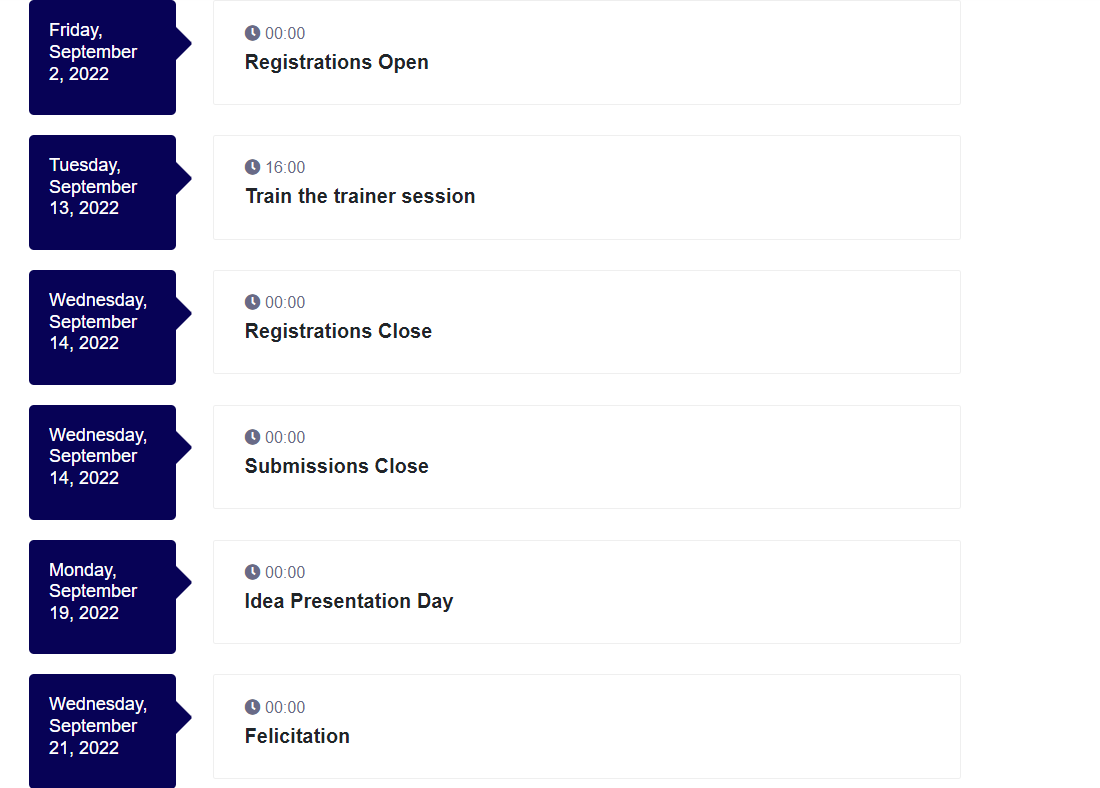 Friday,
September
2, 2022
00:00
Registrations Open
Tuesday,
September
13, 2022
16:00
Train the trainer session
Wednesday,
September
14, 2022
00:00
Registrations Close
Wednesday,
September
14, 2022
00:00
Submissions Close
Monday,
September
19, 2022
00:00
Idea Presentation Day
Wednesday,
September
21, 2022
00:00
Felicitation